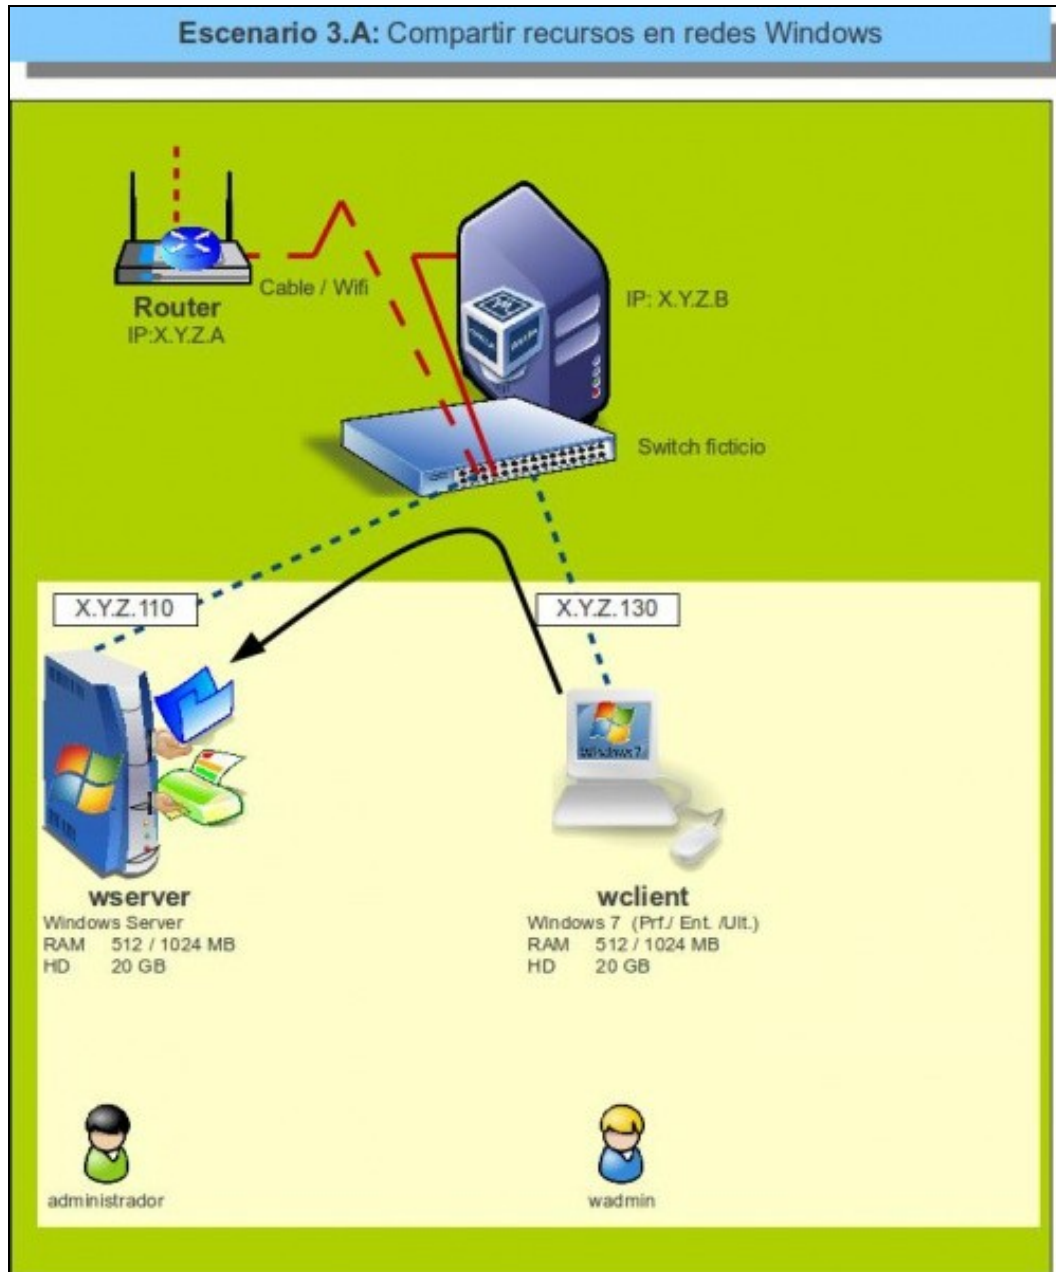 Escenario 3.A: Compartir recursos en redes Windows
Cable / Wifi
Router
IP:X.Y.Z.A
IP: X.Y.Z.B
Switch ficticio
X.Y.Z.110
X.Y.Z.130
Windows7
wserver
Windows Server
RAM 512 / 1024 MB
HD 20 GB
wclient
Windows 7 (Prf./ Ent. /Ult.)
RAM 512 / 1024 MB
HD 20 GB
administrador
wadmin